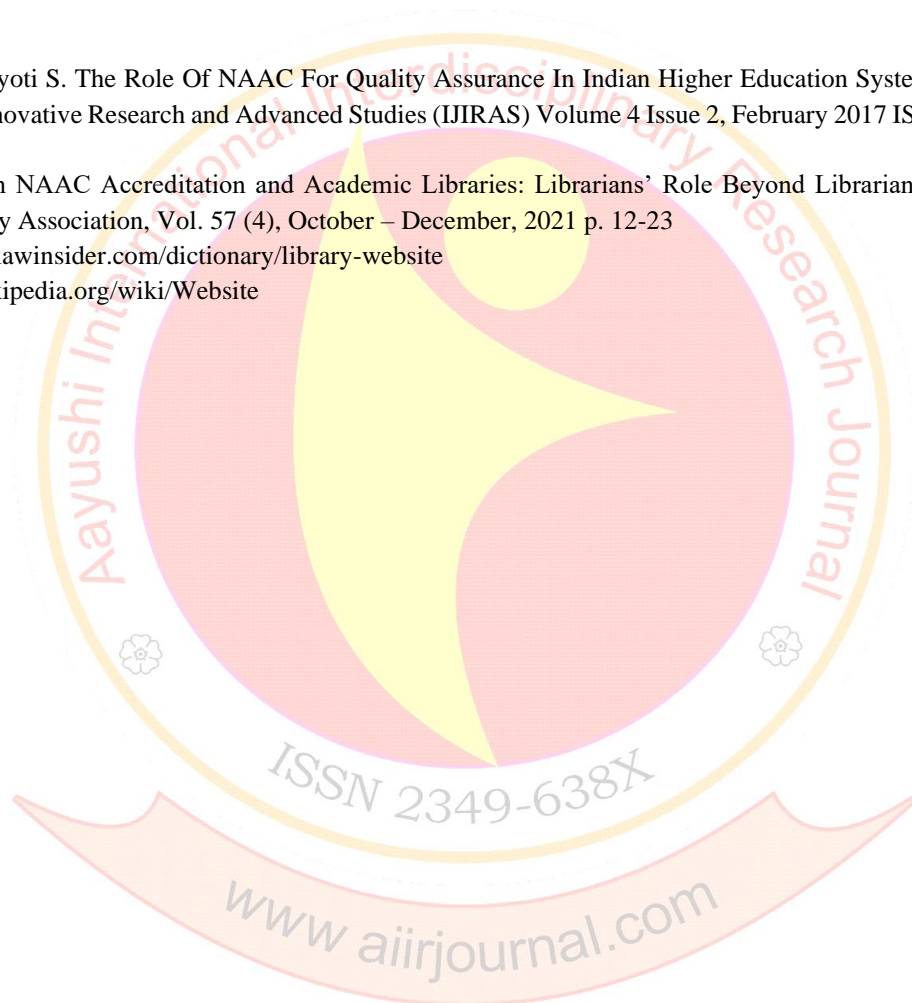 yoti S. The Role Of NAAC For Quality Assurance In Indian Higher Education Syste
novative Research and Advanced Studies (IJIRAS) Volume 4 Issue 2, February 2017 IS
n NAAC Accreditation and Academic Libraries: Librarians’ Role Beyond Librarian
y Association, Vol. 57 (4), October – December, 2021 p. 12-23
lawinsider.com/dictionary/library-website
kipedia.org/wiki/Website
Aayushi International Interdisciplinary Research Journal
ISSN 2349-638X
www aiirjournal.com